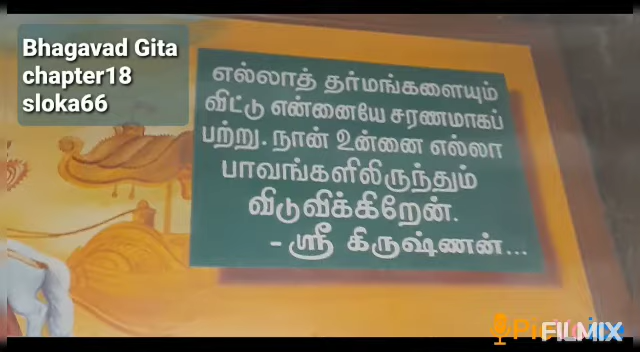 Bhagavad Gita
chapter18
sloka66
எல்லாத் தர்மங்களையும்
விட்டு என்னையே சரணமாகப்
பற்று. நான் உன்னை எல்லா
பாவங்களிலிருந்தும்
விடுவிக்கிறேன்.
- ஸ்ரீ கிருஷ்ணன்...
FILMIX